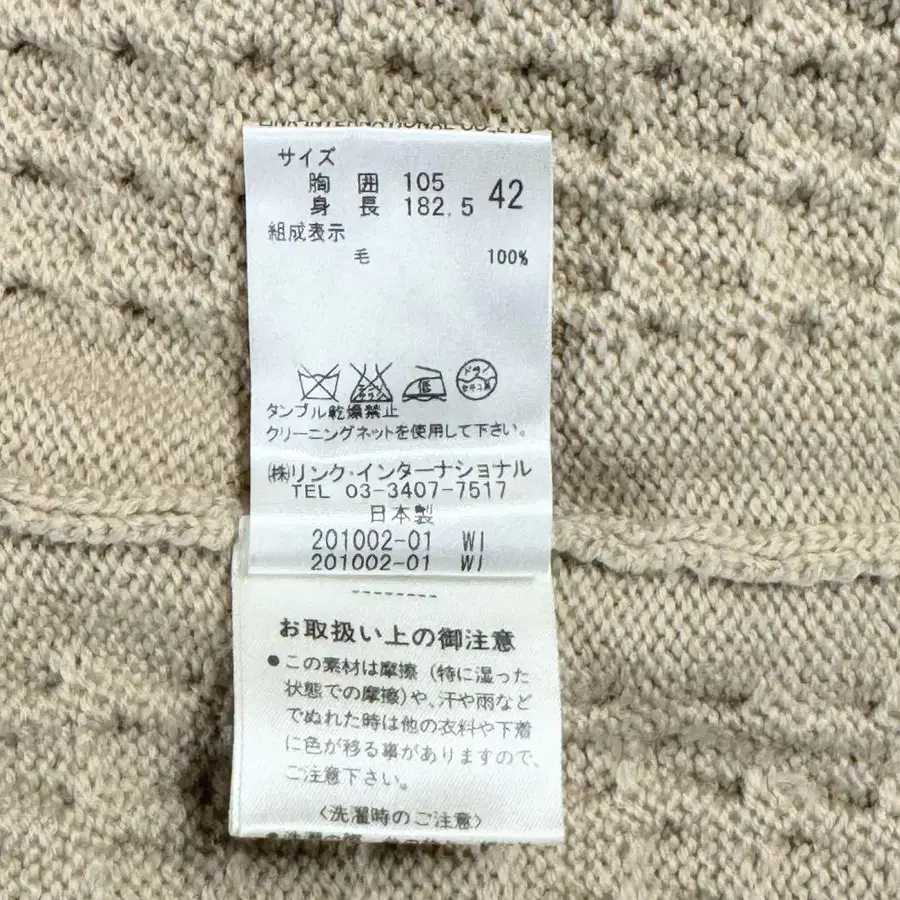 サイズ
胸 囲 105 42
身 長 182.5
組成表示
毛 100%
ドライ
タンブル乾燥禁止
クリーニングネットを使用して下さい。
㈱リンク・インターナショナル
TEL 03-3407-7517
日本製
201002-01 WI
201002-01 WI
--------
お取扱い上の御注意
●この素材は摩擦(特に湿った
状態での摩擦)や、汗や雨など
でぬれた時は他の衣料や下着
に色が移る事がありますので、
ご注意下さい。
〈洗濯時のご注意〉